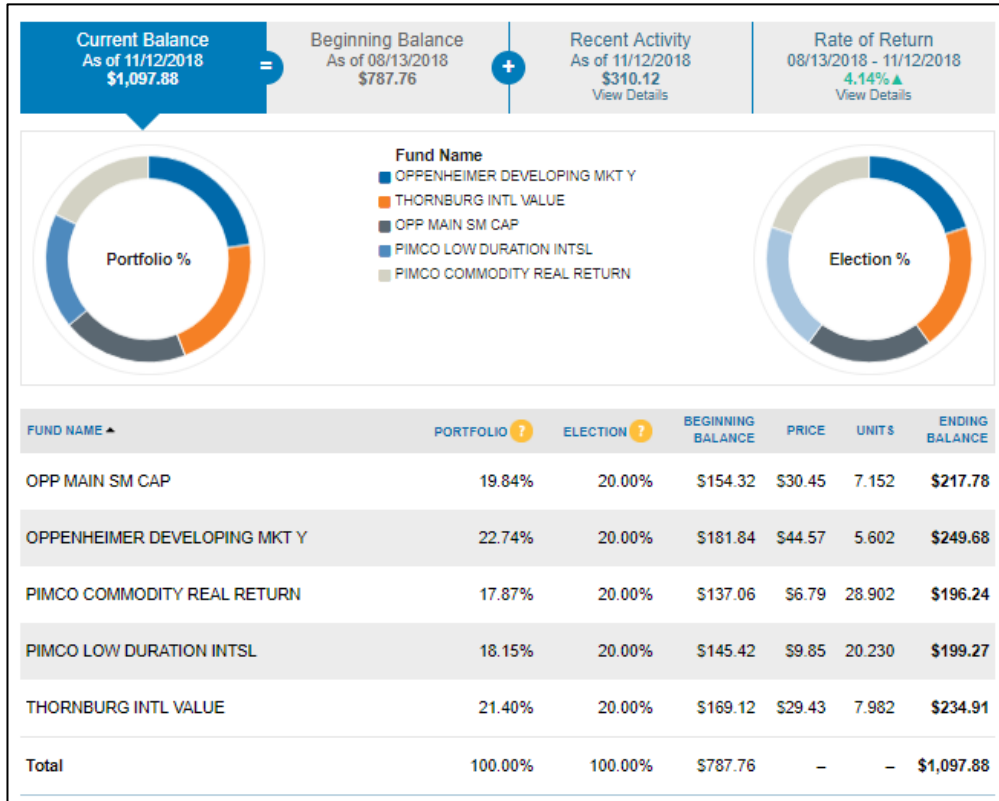 Current Balance
As of 11/12/2018
$1,097.88
=
Beginning Balance
As of 08/13/2018
$787.76
+
Recent Activity
As of 11/12/2018
$310.12
View Details
Rate of Return
08/13/2018 - 11/12/2018
4.14%▲
View Details
Portfolio %
Fund Name
OPPENHEIMER DEVELOPING MKT Y
THORNBURG INTL VALUE
OPP MAIN SM CAP
PIMCO LOW DURATION INTSL
PIMCO COMMODITY REAL RETURN
Election %
FUND NAME ▲ PORTFOLIO ? ELECTION ? BEGINNING BALANCE PRICE UNITS ENDING BALANCE
OPP MAIN SM CAP 19.84% 20.00% $154.32 $30.45 7.152 $217.78
OPPENHEIMER DEVELOPING MKT Y 22.74% 20.00% $181.84 $44.57 5.602 $249.68
PIMCO COMMODITY REAL RETURN 17.87% 20.00% $137.06 $6.79 28.902 $196.24
PIMCO LOW DURATION INTSL 18.15% 20.00% $145.42 $9.85 20.230 $199.27
THORNBURG INTL VALUE 21.40% 20.00% $169.12 $29.43 7.982 $234.91
Total 100.00% 100.00% $787.76 – – $1,097.88